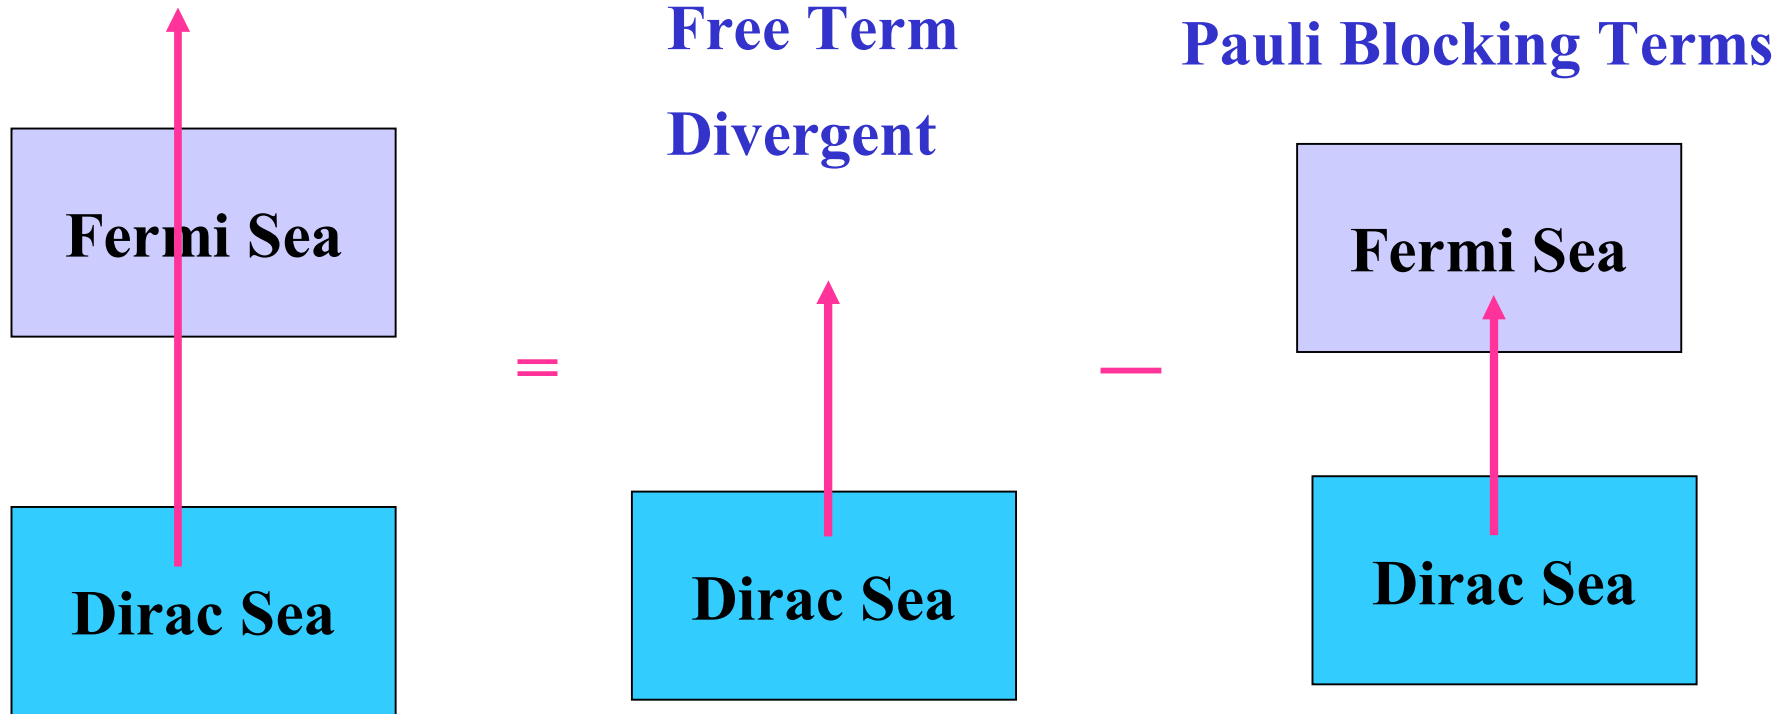 Free Term
Divergent
Pauli Blocking Terms
Fermi Sea
Dirac Sea
=
Dirac Sea
—
Fermi Sea
Dirac Sea